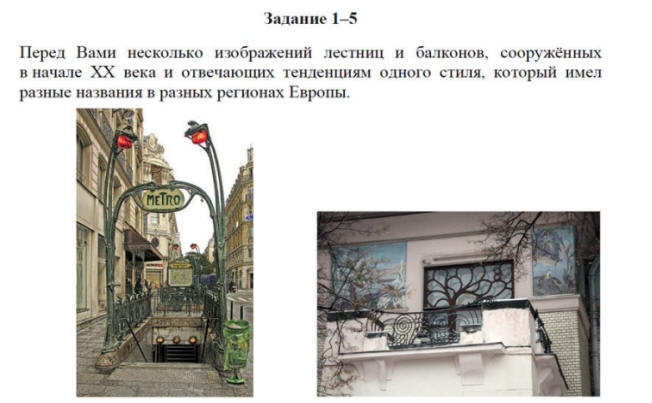 Задание 1–5
Перед Вами несколько изображений лестниц и балконов, сооружённых
в начале XX века и отвечающих тенденциям одного стиля, который имел
разные названия в разных регионах Европы.
METRO